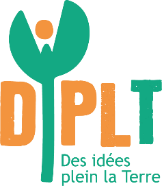 DIPLT
Des idées
plein la Terre